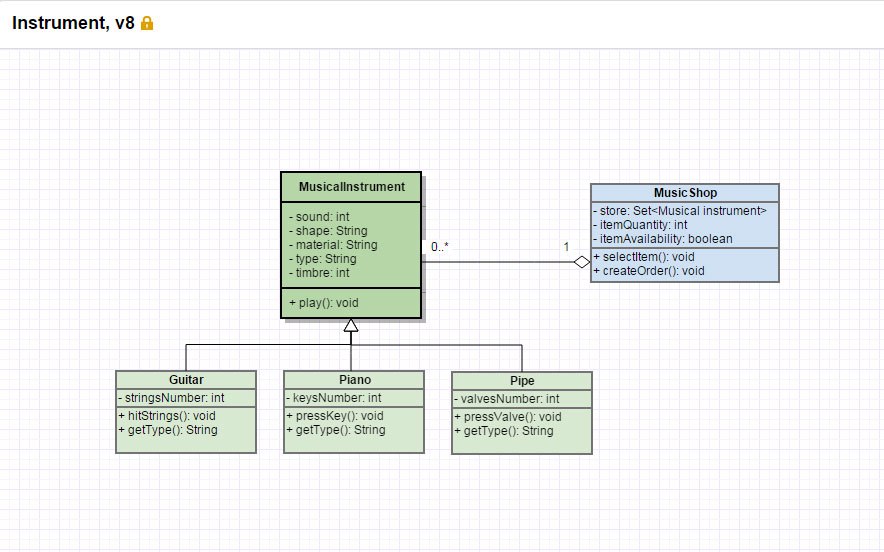 Instrument, v8
MusicalInstrument
- sound: int
- shape: String
- material: String
- type: String
- timbre: int
+ play(): void
0..*
1
MusicShop
- store: Set<Musical instrument>
- itemQuantity: int
- itemAvailability: boolean
+ selectItem(): void
+ createOrder(): void
Guitar
- stringsNumber: int
+ hitStrings(): void
+ getType(): String
Piano
- keysNumber: int
+ pressKey(): void
+ getType(): String
Pipe
- valvesNumber: int
+ pressValve(): void
+ getType(): String